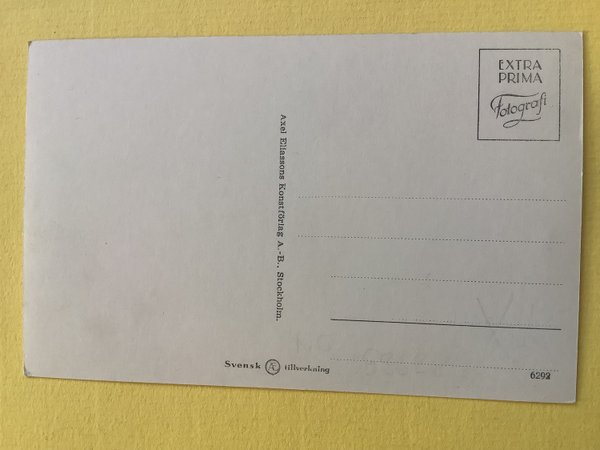 EXTRA
PRIMA
Fotografi
Axel Eliassons Konstförlag A.-B., Stockholm.
Svensk Æ tillverkning
6292